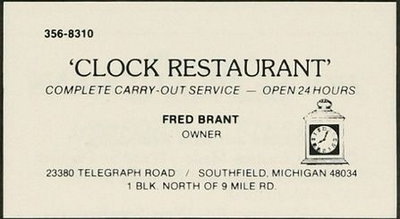 356-8310
'CLOCK RESTAURANT'
COMPLETE CARRY-OUT SERVICE — OPEN 24 HOURS
FRED BRANT
OWNER
23380 TELEGRAPH ROAD / SOUTHFIELD, MICHIGAN 48034
1 BLK. NORTH OF 9 MILE RD.